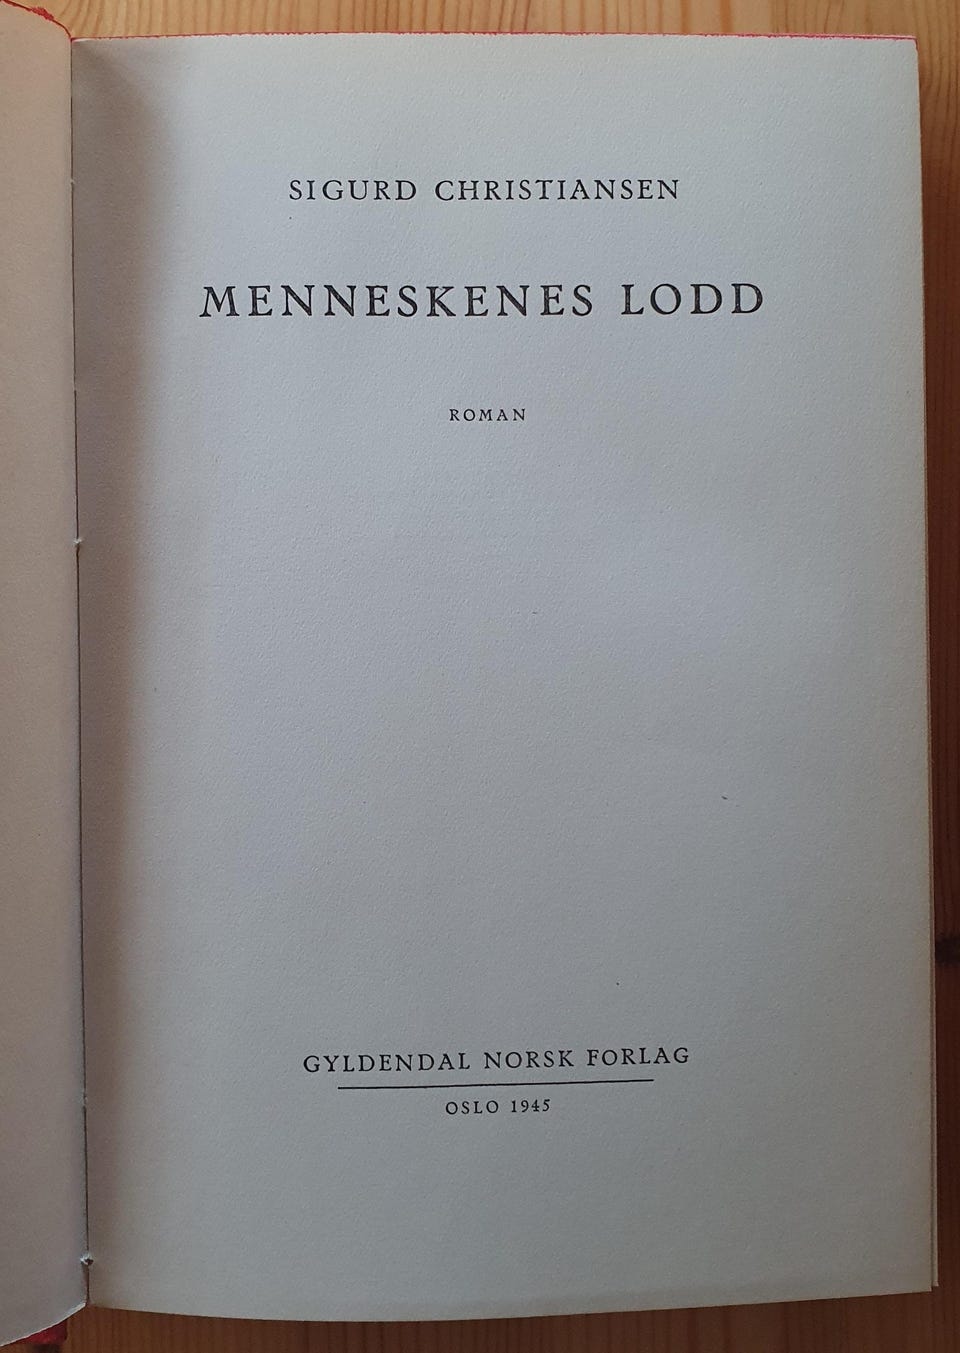 SIGURD CHRISTIANSEN
MENNESKENES LODD
ROMAN
GYLDENDAL NORSK FORLAG
OSLO 1945